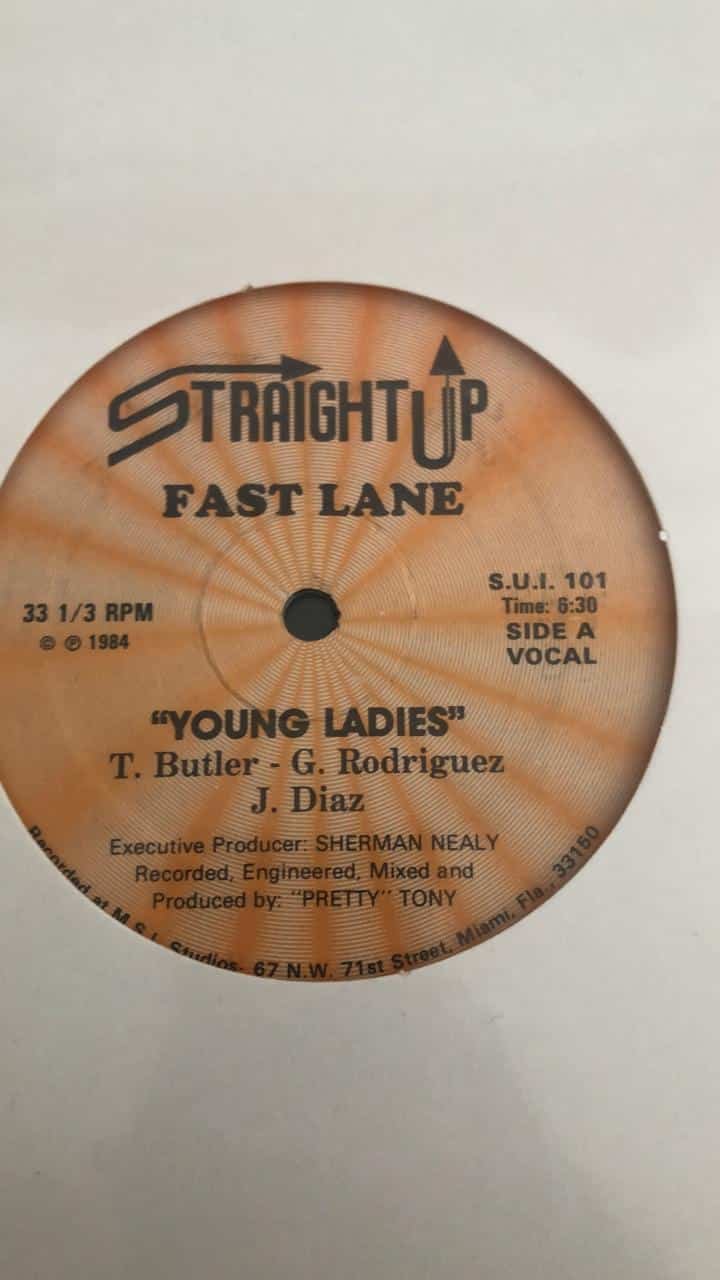 STRAIGHT UP
FAST LANE
33 1/3 RPM
© ℗ 1984
S.U.I. 101
Time: 6:30
SIDE A
VOCAL
“YOUNG LADIES”
T. Butler - G. Rodriguez
J. Diaz
Executive Producer: SHERMAN NEALY
Recorded, Engineered, Mixed and
Produced by: “PRETTY” TONY
Recorded at M.S.I. Studios- 67 N.W. 71st Street, Miami, Fla., 33150